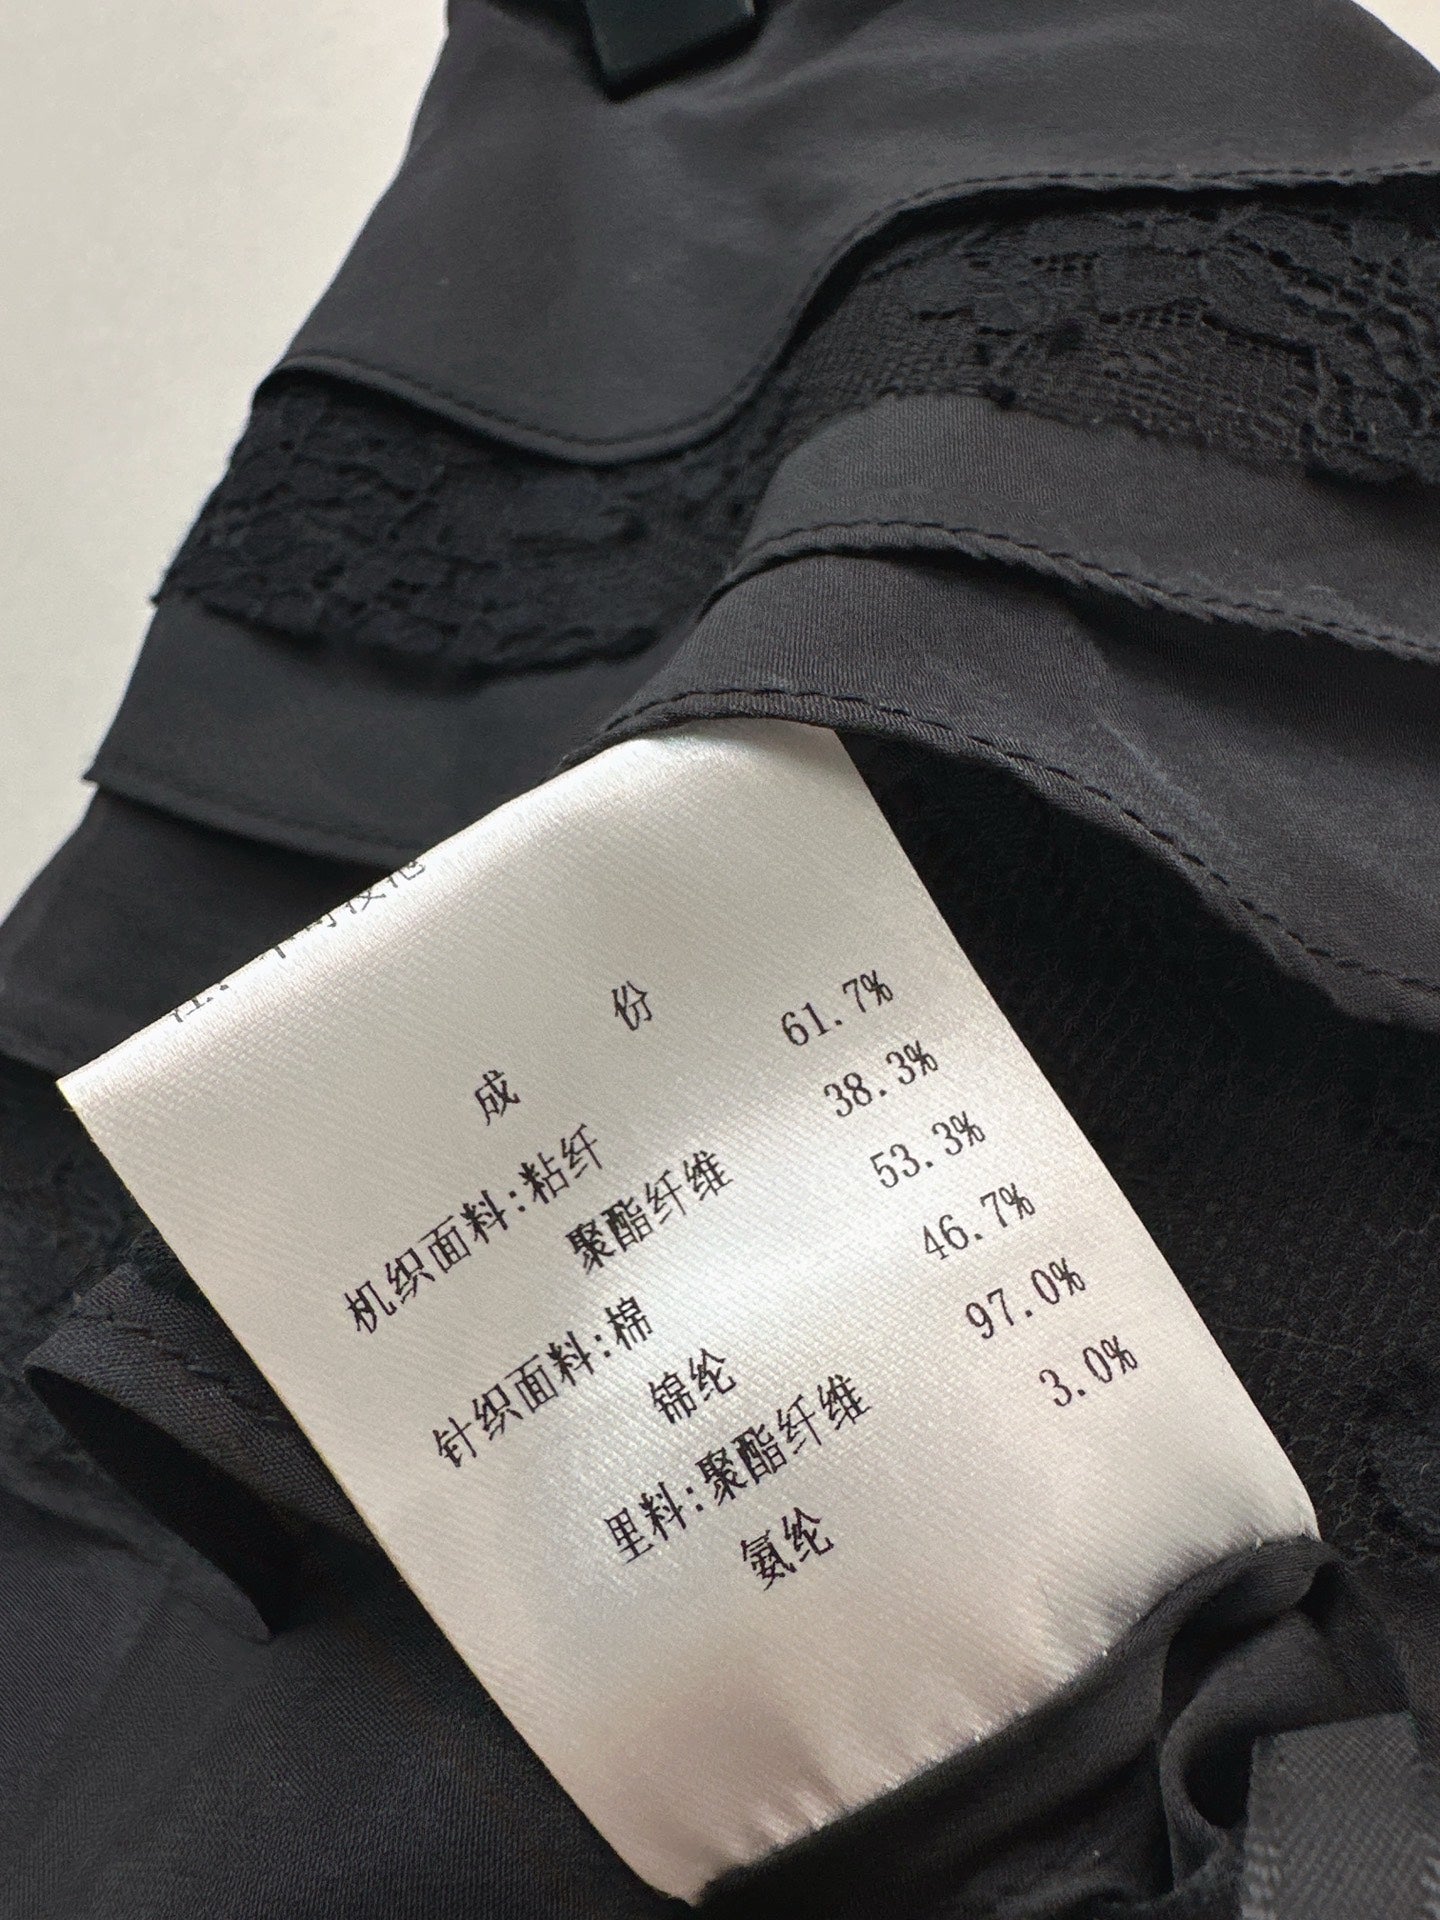 成 份
机织面料:粘纤 61.7%
聚酯纤维 38.3%
针织面料:棉 53.3%
锦纶 46.7%
里料:聚酯纤维 97.0%
氨纶 3.0%